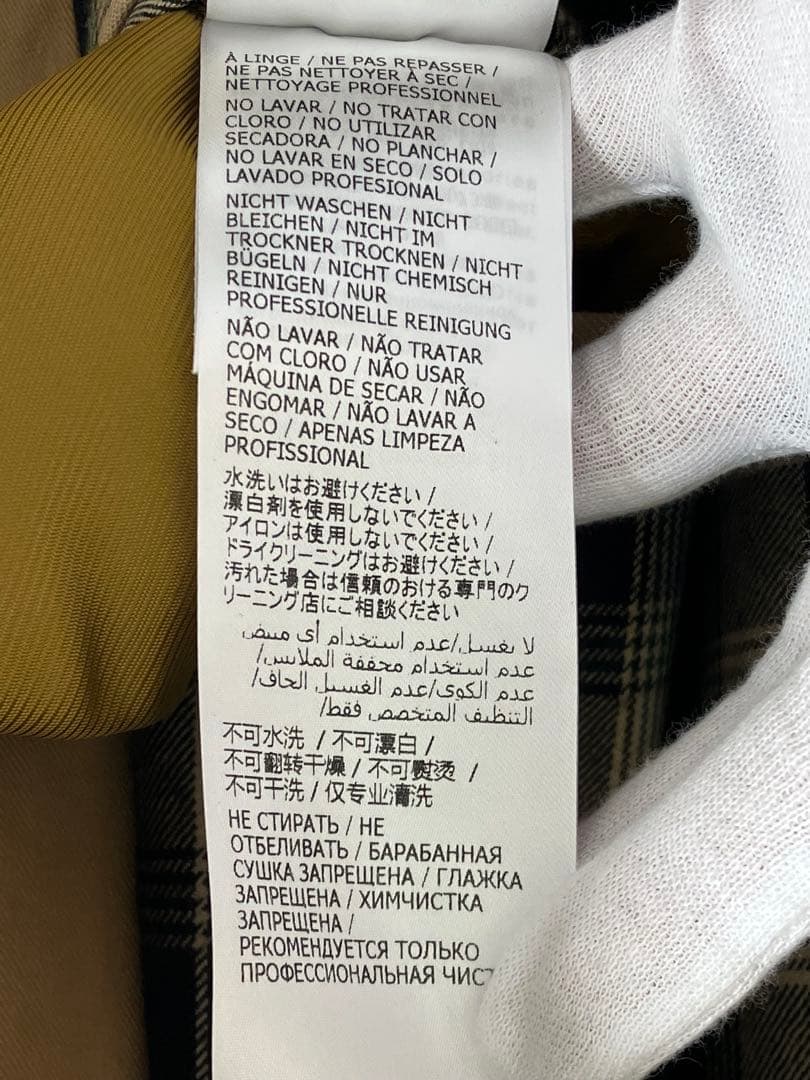 À LINGE / NE PAS REPASSER /
NE PAS NETTOYER À SEC /
NETTOYAGE PROFESSIONNEL
NO LAVAR / NO TRATAR CON
CLORO / NO UTILIZAR
SECADORA / NO PLANCHAR /
NO LAVAR EN SECO / SOLO
LAVADO PROFESIONAL
NICHT WASCHEN / NICHT
BLEICHEN / NICHT IM
TROCKNER TROCKNEN / NICHT
BÜGELN / NICHT CHEMISCH
REINIGEN / NUR
PROFESSIONELLE REINIGUNG
NÃO LAVAR / NÃO TRATAR
COM CLORO / NÃO USAR
MÁQUINA DE SECAR / NÃO
ENGOMAR / NÃO LAVAR A
SECO / APENAS LIMPEZA
PROFISSIONAL
水洗いはお避けください /
漂白剤を使用しないでください /
アイロンは使用しないでください /
ドライクリーニングはお避けください /
汚れた場合は信頼のおける専門のク
リーニング店にご相談ください
لا يغسل/عدم استخدام أي مبيض
عدم استخدام مجففة الملابس/
عدم الكوى/عدم الغسيل الجاف/
التنظيف المتخصص فقط/
不可水洗 / 不可漂白 /
不可翻转干燥 / 不可熨烫 /
不可干洗 / 仅专业清洗
НЕ СТИРАТЬ / НЕ
ОТБЕЛИВАТЬ / БАРАБАННАЯ
СУШКА ЗАПРЕЩЕНА / ГЛАЖКА
ЗАПРЕЩЕНА / ХИМЧИСТКА
ЗАПРЕЩЕНА /
РЕКОМЕНДУЕТСЯ ТОЛЬКО
ПРОФЕССИОНАЛЬНАЯ ЧИСТ